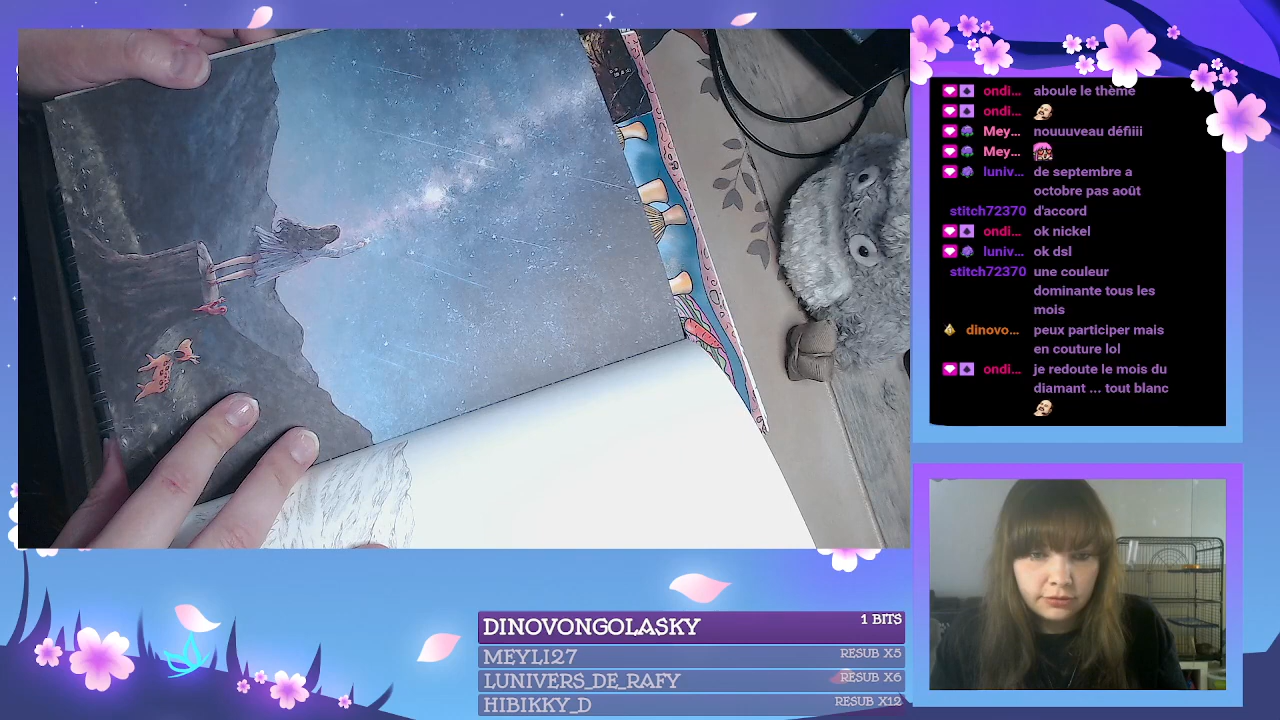 ondi... aboule le thème
ondi...
Mey... nouuuveau défiiii
Mey...
luniv... de septembre a
octobre pas août
stitch72370 d'accord
ondi... ok nickel
luniv... ok dsl
stitch72370 une couleur
dominante tous les
mois
dinovo... peux participer mais
en couture lol
ondi... je redoute le mois du
diamant ... tout blanc
DINOVONGOLASKY 1 BITS
MEYLI27 RESUB X5
LUNIVERS_DE_RAFY RESUB X6
HIBIKKY_D RESUB X12